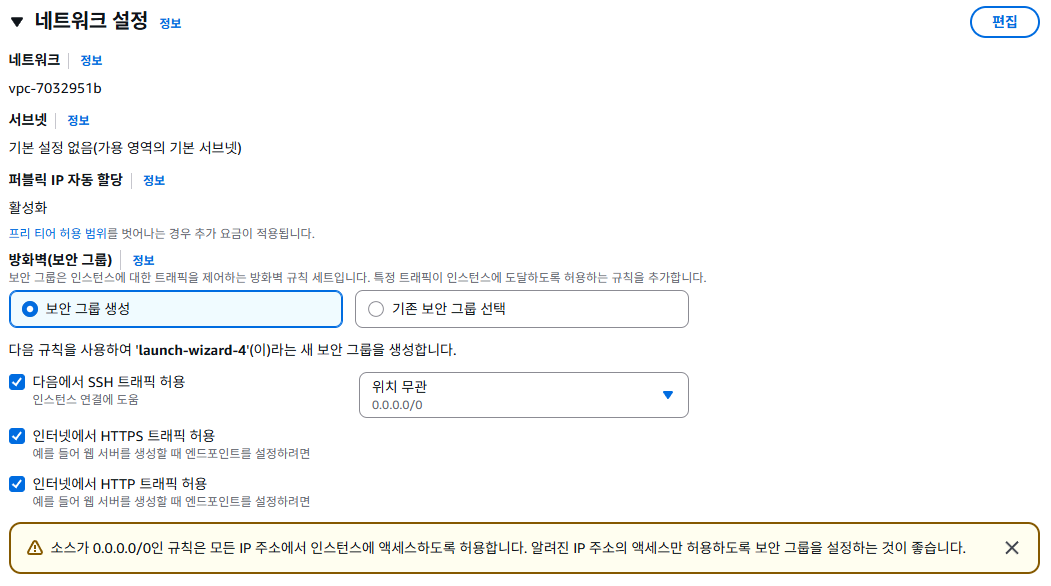 네트워크 설정 정보
편집
네트워크 정보
vpc-7032951b
서브넷 정보
기본 설정 없음(가용 영역의 기본 서브넷)
퍼블릭 IP 자동 할당 정보
활성화
프리 티어 허용 범위를 벗어나는 경우 추가 요금이 적용됩니다.
방화벽(보안 그룹) 정보
보안 그룹은 인스턴스에 대한 트래픽을 제어하는 방화벽 규칙 세트입니다. 특정 트래픽이 인스턴스에 도달하도록 허용하는 규칙을 추가합니다.
보안 그룹 생성
기존 보안 그룹 선택
다음 규칙을 사용하여 'launch-wizard-4'(이)라는 새 보안 그룹을 생성합니다.
다음에서 SSH 트래픽 허용
인스턴스 연결에 도움
위치 무관
0.0.0.0/0
인터넷에서 HTTPS 트래픽 허용
예를 들어 웹 서버를 생성할 때 엔드포인트를 설정하려면
인터넷에서 HTTP 트래픽 허용
예를 들어 웹 서버를 생성할 때 엔드포인트를 설정하려면
소스가 0.0.0.0/0인 규칙은 모든 IP 주소에서 인스턴스에 액세스하도록 허용합니다. 알려진 IP 주소의 액세스만 허용하도록 보안 그룹을 설정하는 것이 좋습니다.